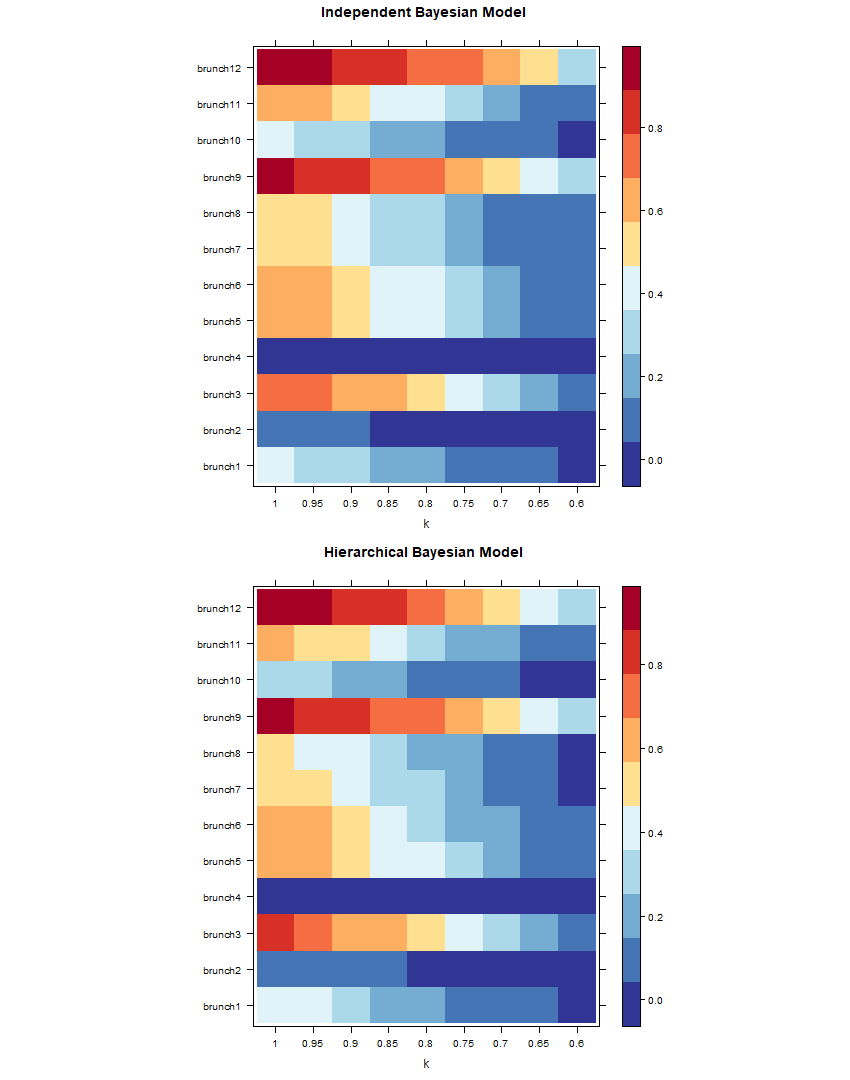 Independent Bayesian Model
brunch12
brunch11
brunch10
brunch9
brunch8
brunch7
brunch6
brunch5
brunch4
brunch3
brunch2
brunch1
1 0.95 0.9 0.85 0.8 0.75 0.7 0.65 0.6
k
0.8
0.6
0.4
0.2
0.0
Hierarchical Bayesian Model
brunch12
brunch11
brunch10
brunch9
brunch8
brunch7
brunch6
brunch5
brunch4
brunch3
brunch2
brunch1
1 0.95 0.9 0.85 0.8 0.75 0.7 0.65 0.6
k
0.8
0.6
0.4
0.2
0.0